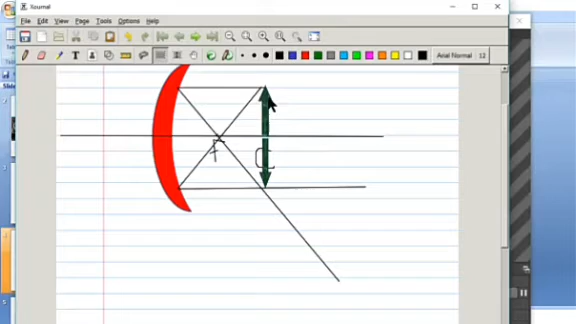 Xournal
File Edit View Page Tools Options Help
T
Arial Normal 12
F
C